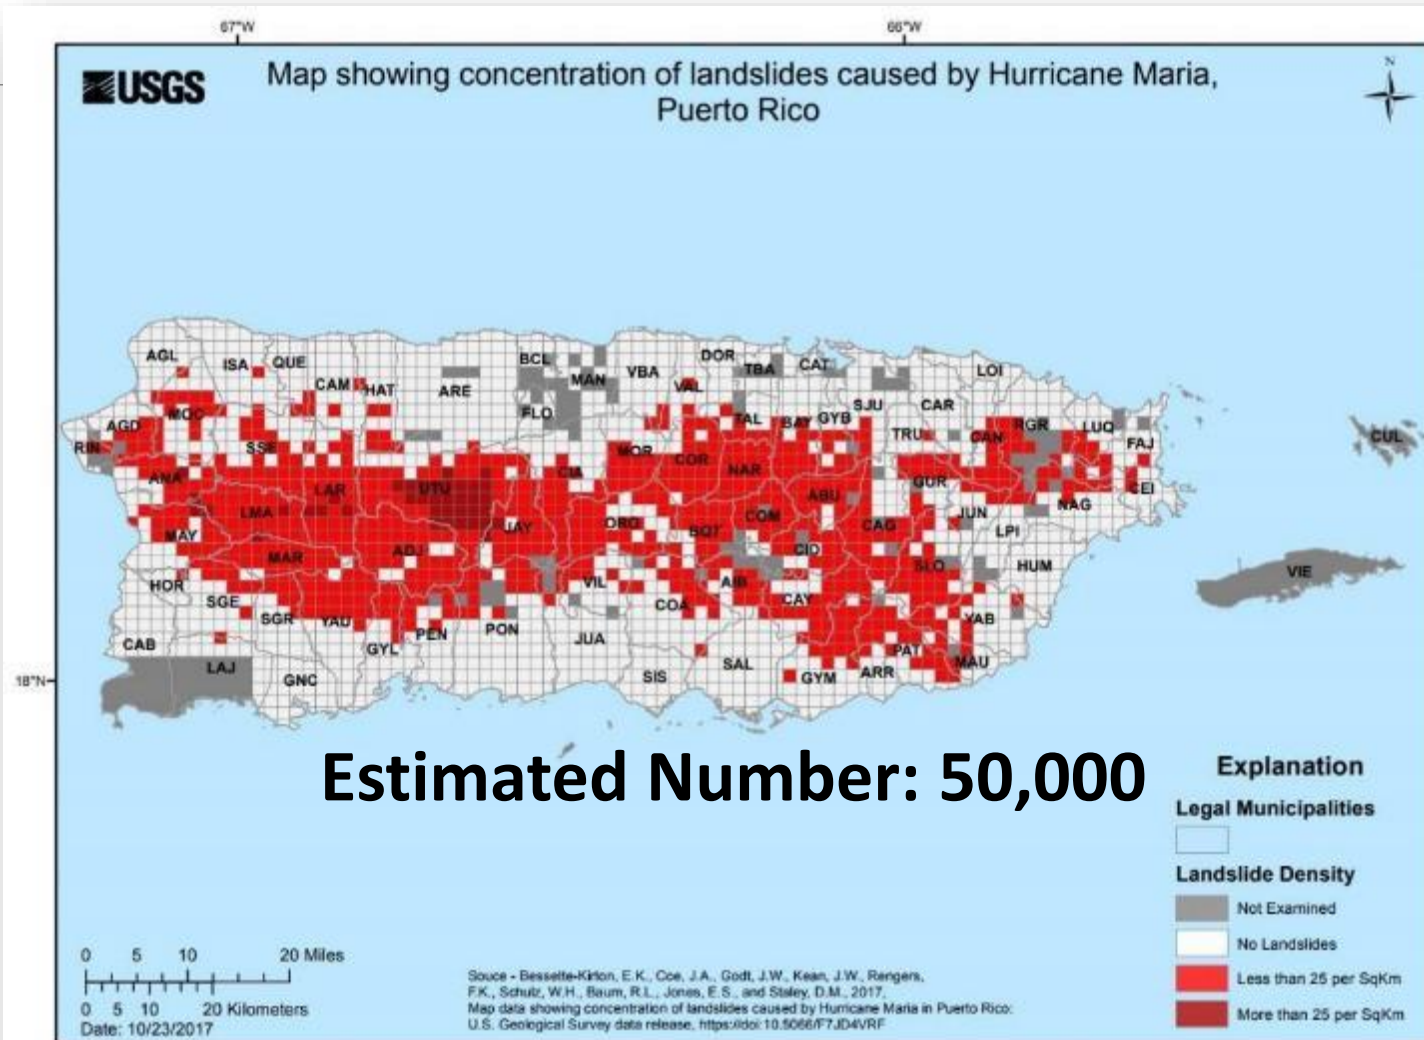 67°W 66°W
USGS
Map showing concentration of landslides caused by Hurricane Maria,
Puerto Rico
N
AGL ISA QUE BCL DOR CAT LOI
CAM HAT ARE MAN VBA VAL TBA
MOC FLO SJU CAR
AGD TAL BAY GYB TRU CAN RGR LUQ FAJ CUL
RIN SSE MOR COR NAR
ANA LAR UTU CIA ABU GUR CEI
LMA JAY ORO BQT COM CAG JUN NAG
MAY LPI
MAR ADJ CID SLO HUM VIE
HOR VIL AIB
SGE COA CAY
SGR YAU PEN PON YAB
CAB GYL JUA PAT
LAJ SAL ARR MAU
18°N GNC SIS GYM
Estimated Number: 50,000
Explanation
Legal Municipalities
Landslide Density
Not Examined
No Landslides
Less than 25 per SqKm
More than 25 per SqKm
0 5 10 20 Miles
0 5 10 20 Kilometers
Date: 10/23/2017
Souce - Bessette-Kirton, E.K., Coe, J.A., Godt, J.W., Kean, J.W., Rengers,
F.K., Schulz, W.H., Baum, R.L., Jones, E.S., and Staley, D.M., 2017,
Map data showing concentration of landslides caused by Hurricane Maria in Puerto Rico:
U.S. Geological Survey data release, https://doi:10.5066/F7JD4VRF